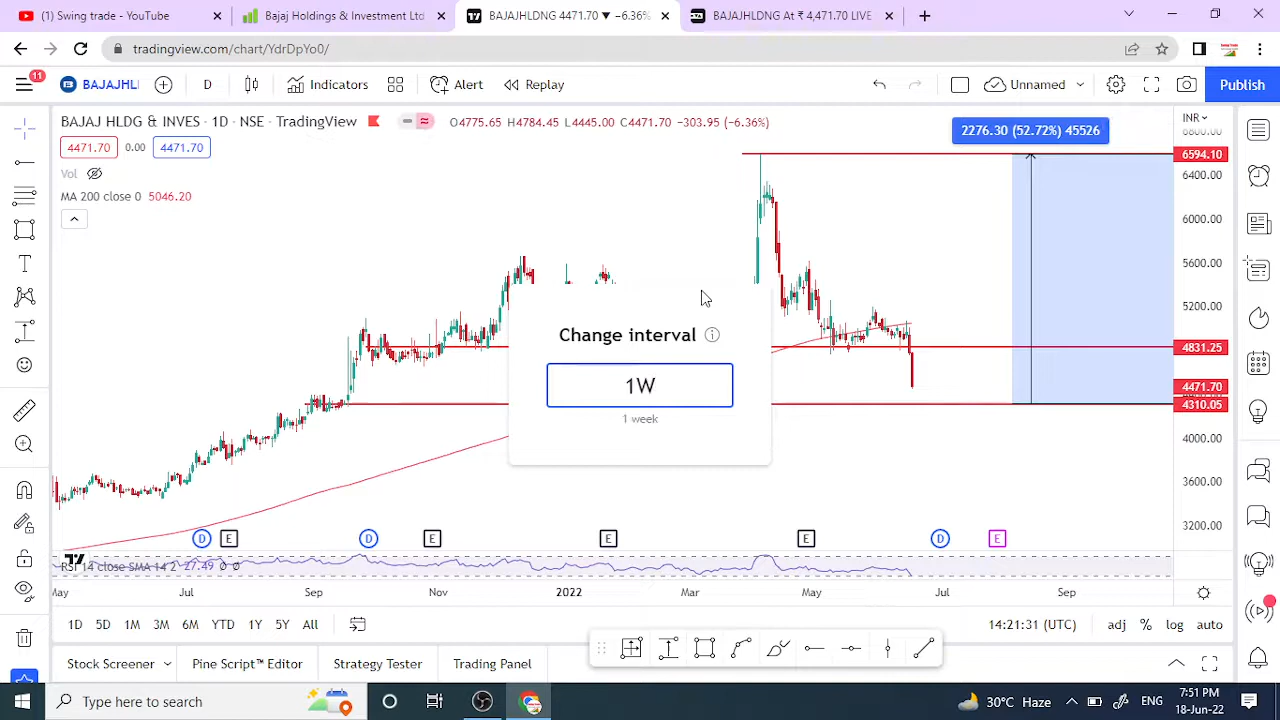 (1) Swing trade - YouTube
Bajaj Holdings & Investment Ltd
BAJAJHLDNG 4471.70 ▼ −6.36%
BAJAJHLDNG At ₹ 4,471.70 LIVE
tradingview.com/chart/YdrDpYo0/
11
BAJAJHL
D
Indicators
Alert
Replay
Unnamed
Publish
BAJAJ HLDG & INVES · 1D · NSE · TradingView
O4775.65 H4784.45 L4445.00 C4471.70 −303.95 (−6.36%)
2276.30 (52.72%) 45526
INR
4471.70
0.00
4471.70
Vol
MA 200 close 0 5046.20
6800.00
6594.10
6400.00
6000.00
5600.00
5200.00
4831.25
4471.70
4310.05
4000.00
3600.00
3200.00
Change interval
1W
1 week
D
E
D
E
E
E
D
E
RSI 14 close SMA 14 2 27.49
May
Jul
Sep
Nov
2022
Mar
May
Jul
Sep
1D 5D 1M 3M 6M YTD 1Y 5Y All
14:21:31 (UTC)
adj % log auto
Stock Screener
Pine Script™ Editor
Strategy Tester
Trading Panel
Type here to search
30°C Haze
ENG
7:51 PM
18-Jun-22